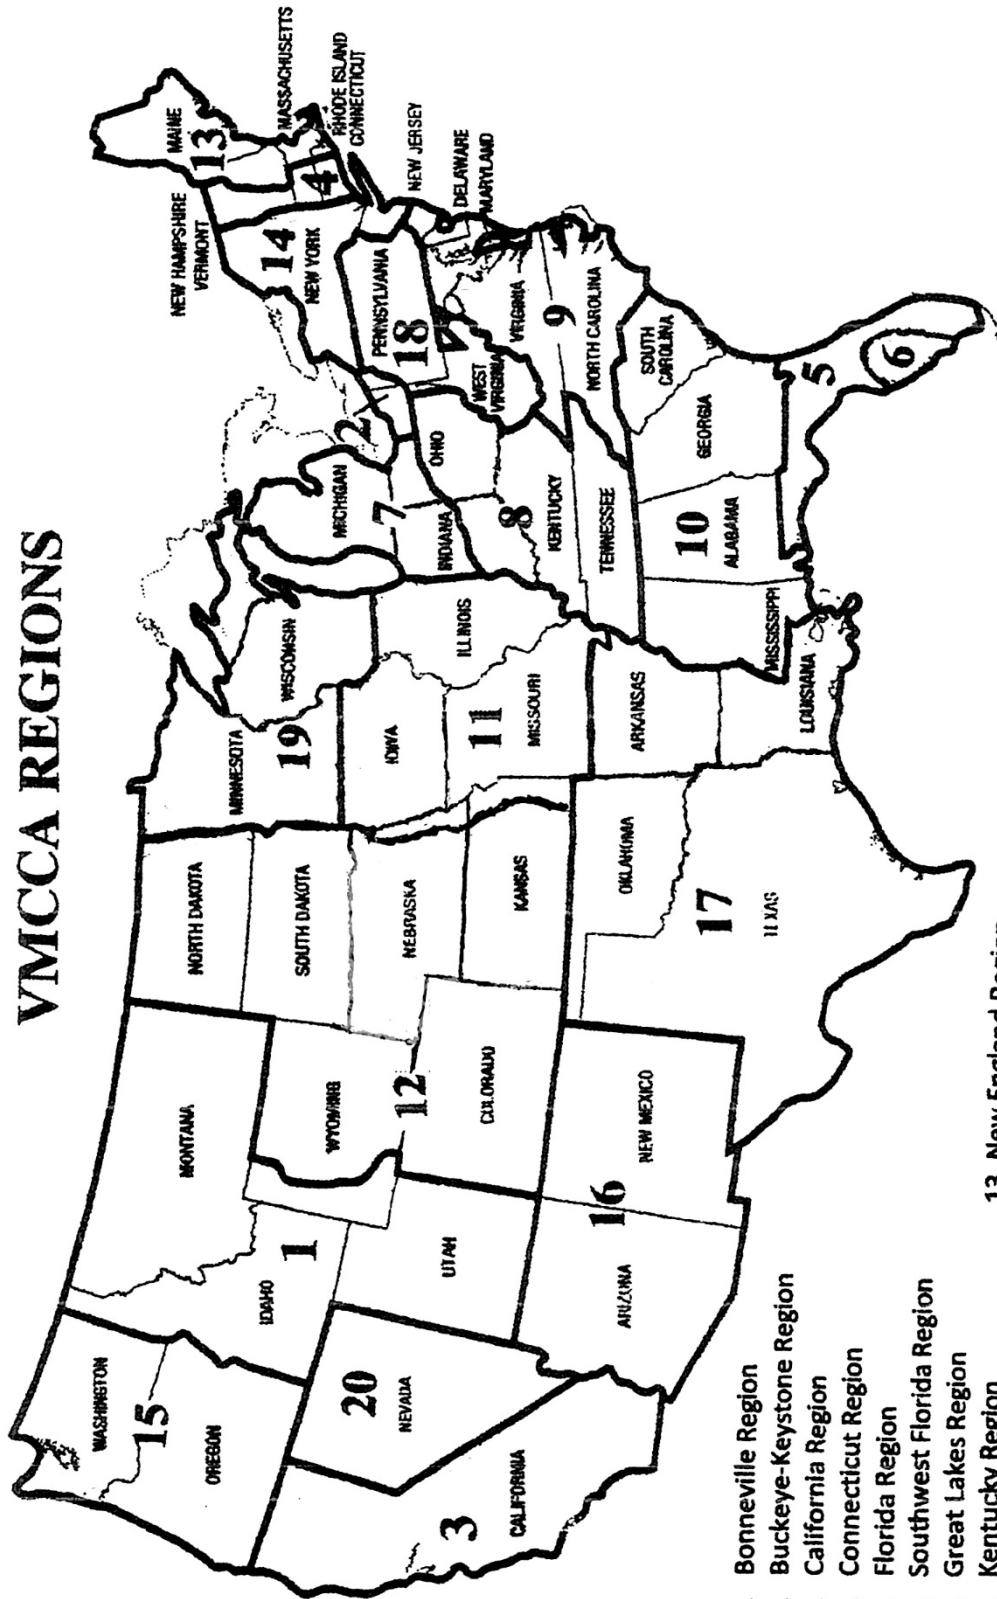 VMCCA REGIONS
WASHINGTON
15
OREGON
MONTANA
IDAHO
1
WYOMING
12
NORTH DAKOTA
SOUTH DAKOTA
NEBRASKA
MINNESOTA
19
WISCONSIN
IOWA
MICHIGAN
2
7
MAINE
13
NEW HAMPSHIRE
VERMONT
14
NEW YORK
MASSACHUSETTS
RHODE ISLAND
CONNECTICUT
4
NEW JERSEY
DELAWARE
MARYLAND
PENNSYLVANIA
18
OHIO
INDIANA
ILLINOIS
WEST
VIRGINIA
VIRGINIA
20
NEVADA
UTAH
COLORADO
KANSAS
11
MISSOURI
8
KENTUCKY
9
NORTH CAROLINA
TENNESSEE
3
CALIFORNIA
ARIZONA
16
NEW MEXICO
OKLAHOMA
ARKANSAS
SOUTH
CAROLINA
GEORGIA
10
ALABAMA
MISSISSIPPI
17
TEXAS
LOUISIANA
5
6
Bonneville Region
Buckeye-Keystone Region
California Region
Connecticut Region
Florida Region
Southwest Florida Region
Great Lakes Region
Kentucky Region
13 New England Region